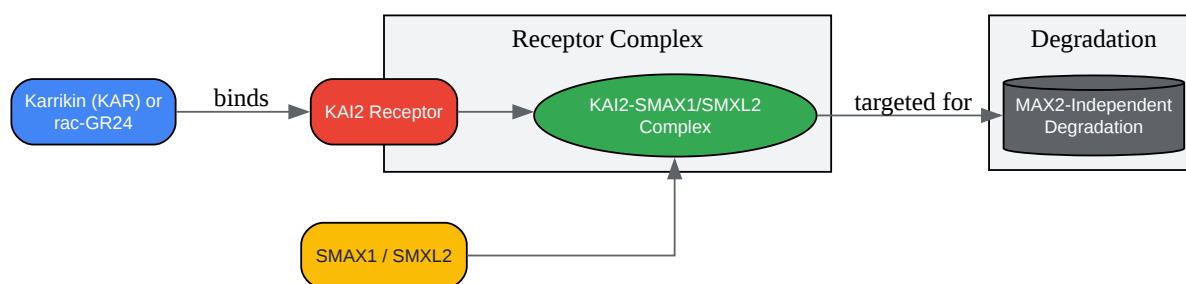 Receptor Complex
Degradation
Karrikin (KAR) or
rac-GR24
binds
KAI2 Receptor
KAI2-SMAX1/SMXL2
Complex
targeted for
MAX2-Independent
Degradation
SMAX1 / SMXL2